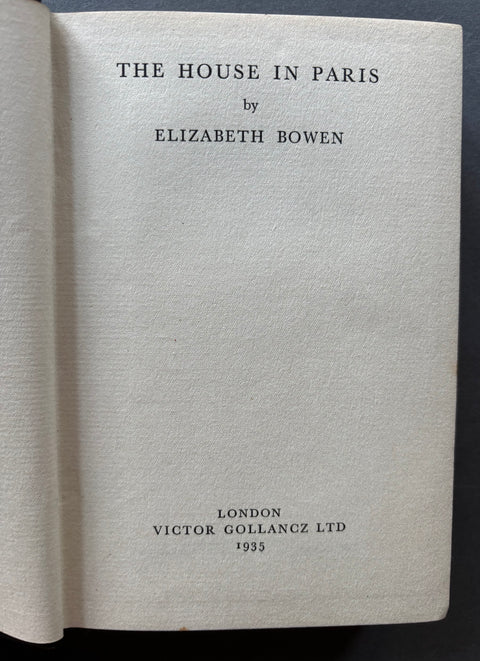 THE HOUSE IN PARIS
by
ELIZABETH BOWEN
LONDON
VICTOR GOLLANCZ LTD
1935